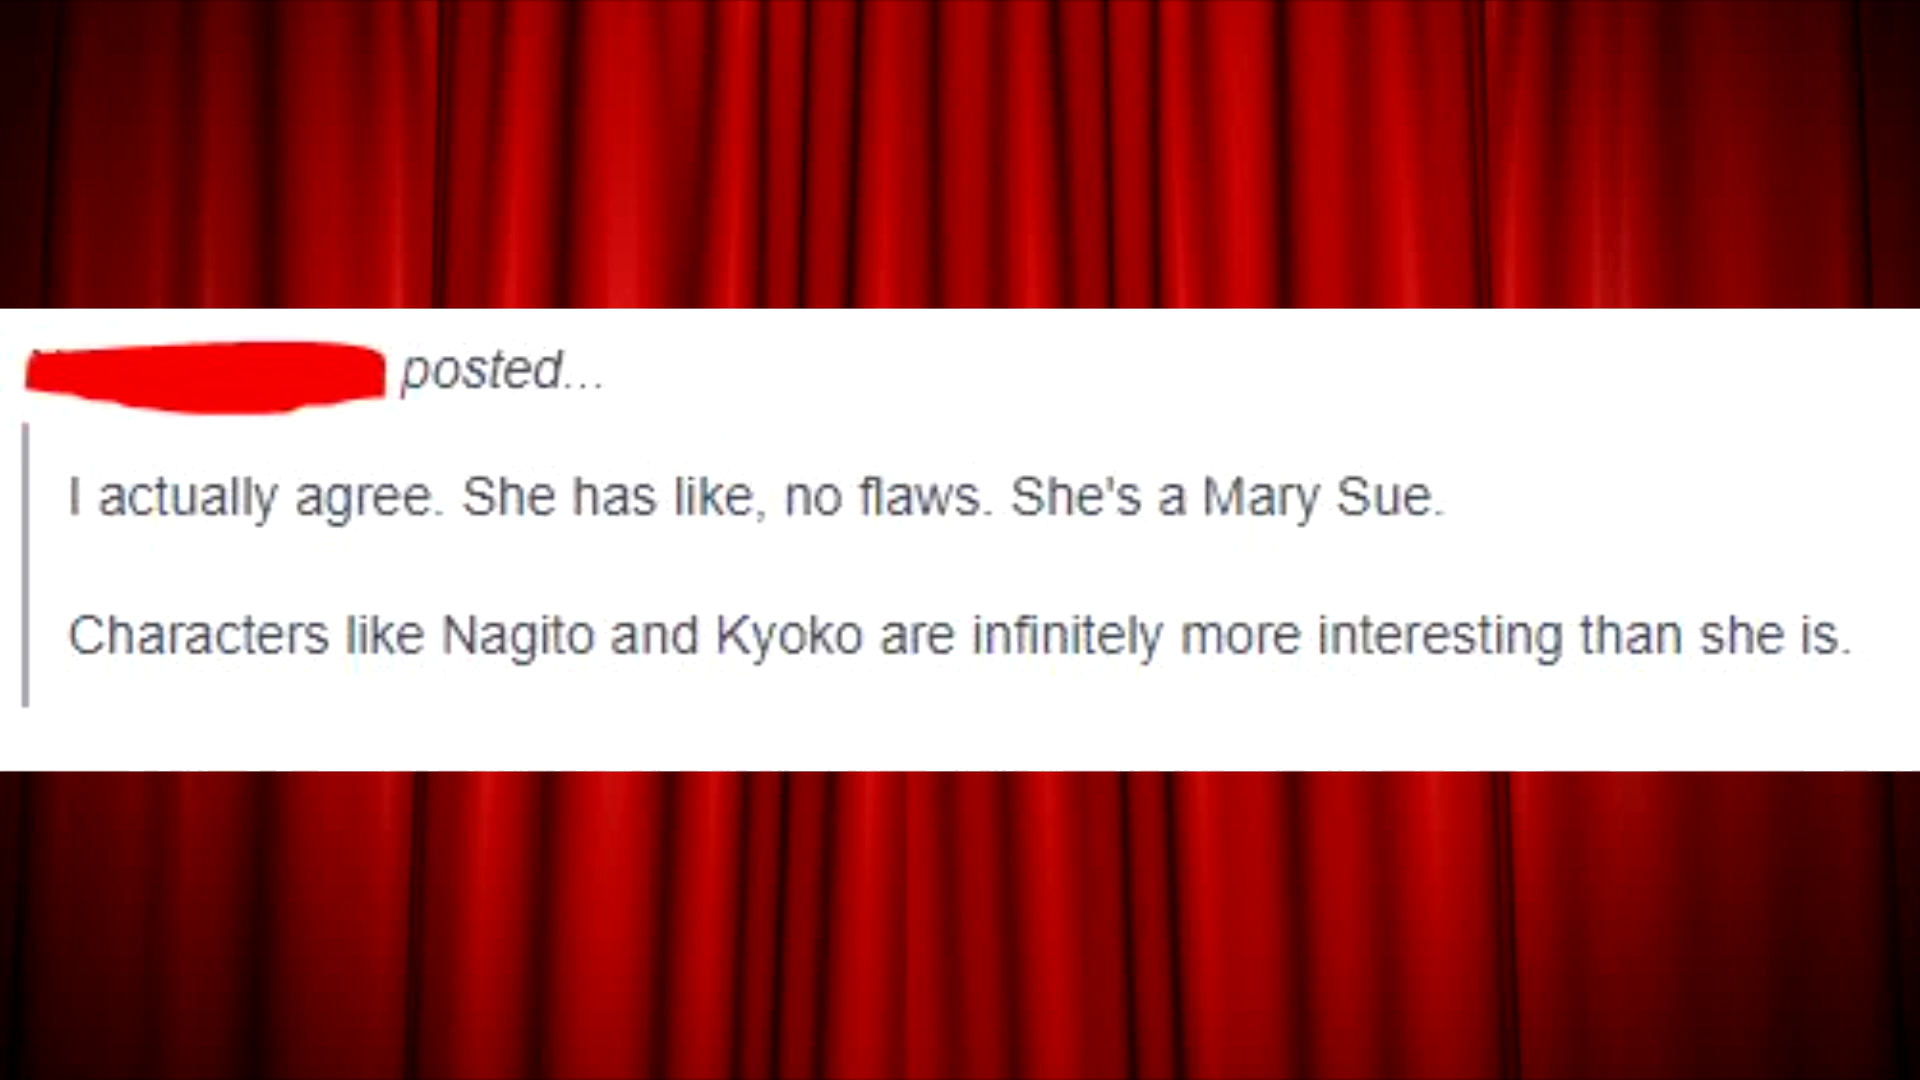 posted...
I actually agree. She has like, no flaws. She's a Mary Sue.
Characters like Nagito and Kyoko are infinitely more interesting than she is.